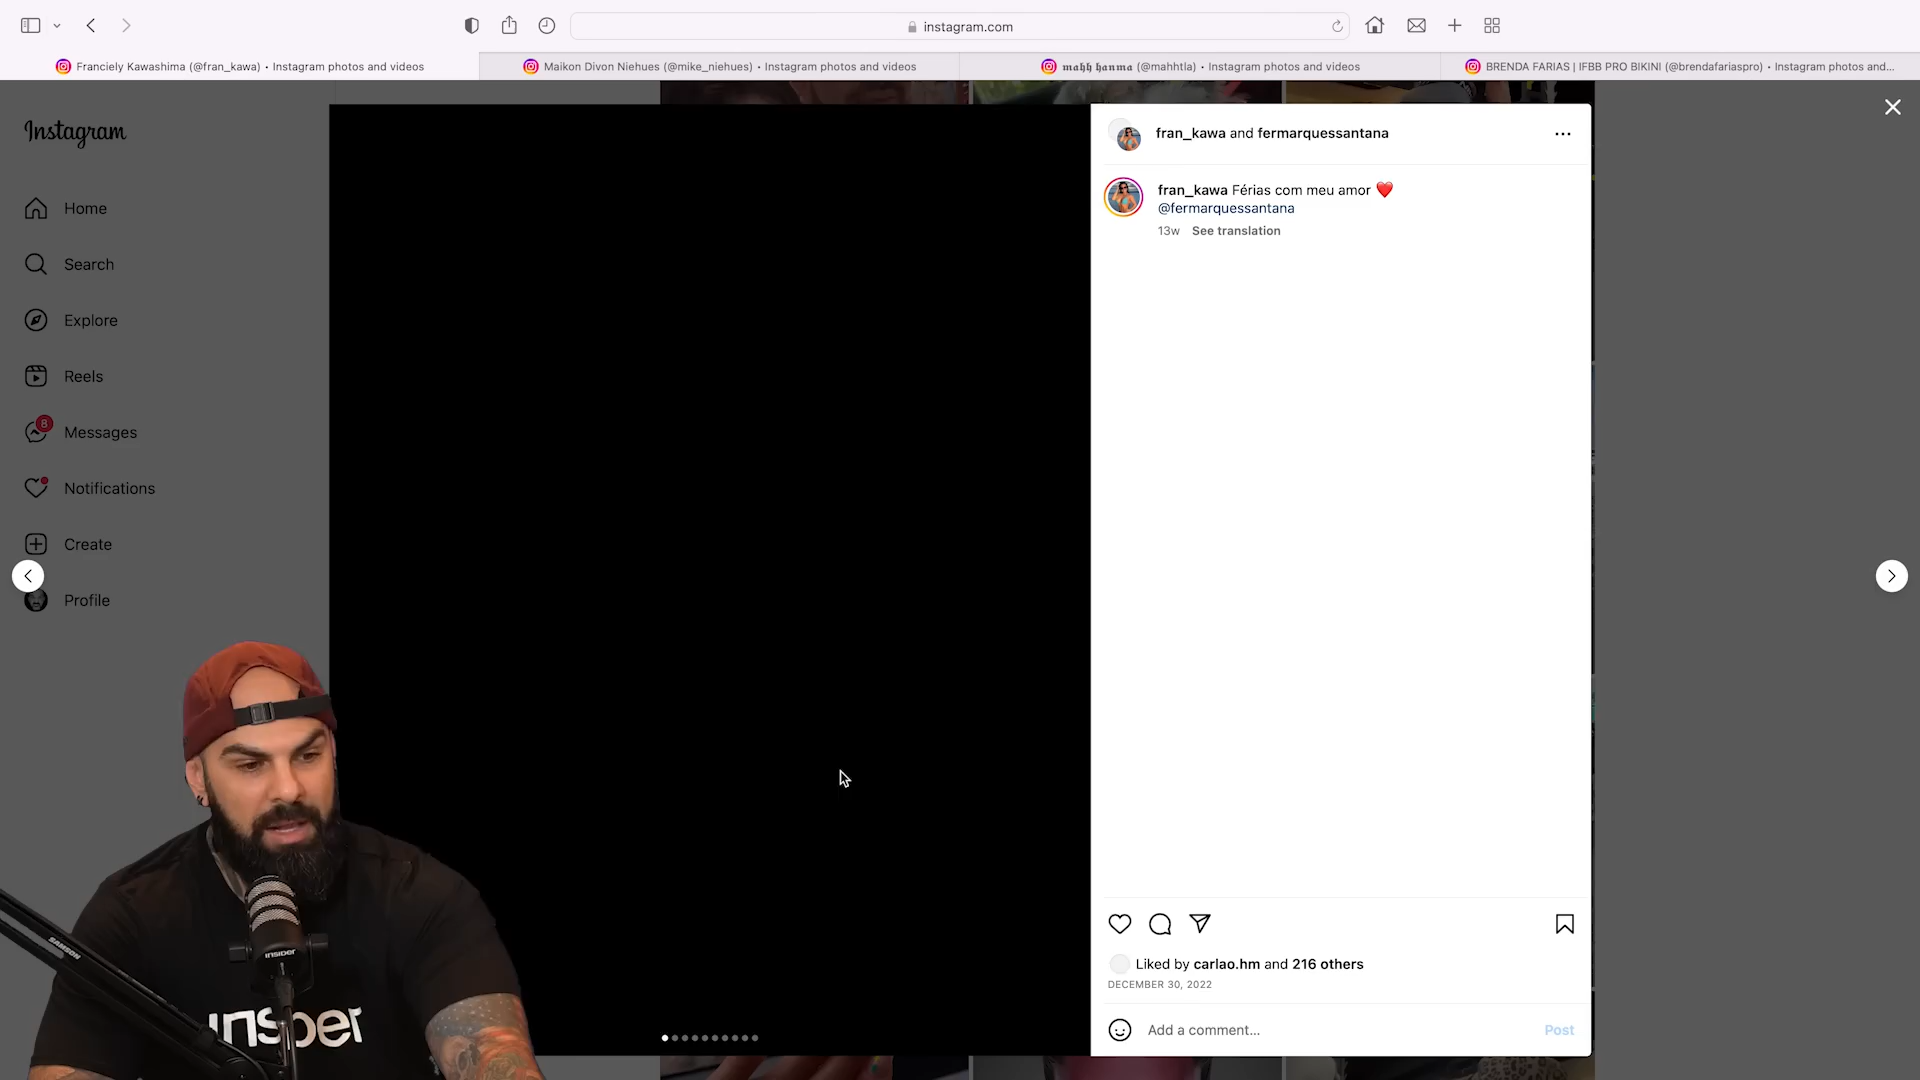 instagram.com
Franciely Kawashima (@fran_kawa) • Instagram photos and videos
Maikon Divon Niehues (@mike_niehues) • Instagram photos and videos
𝖒𝖆𝖍𝖍 𝖍𝖆𝖓𝖒𝖆 (@mahhtla) • Instagram photos and videos
BRENDA FARIAS | IFBB PRO BIKINI (@brendafariaspro) • Instagram photos and...
Instagram
Home
Search
Explore
Reels
8
Messages
Notifications
Create
Profile
fran_kawa and fermarquessantana
fran_kawa Férias com meu amor ❤️
@fermarquessantana
13w See translation
Liked by carlao.hm and 216 others
DECEMBER 30, 2022
Add a comment...
Post
SAMSON
INSIDER